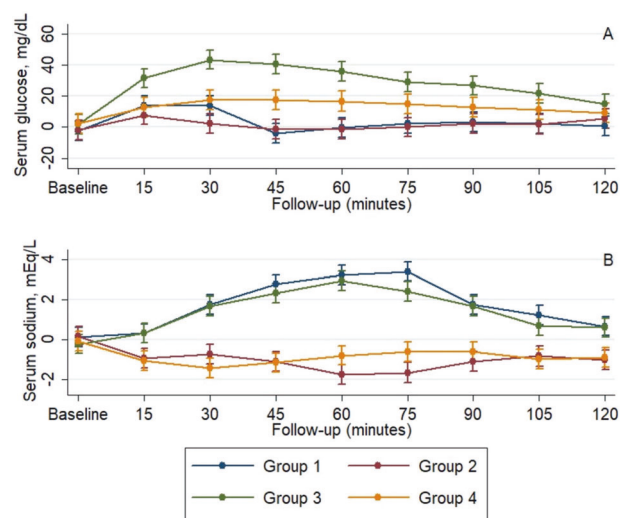 A
Serum glucose, mg/dL
60
40
20
0
-20
Baseline 15 30 45 60 75 90 105 120
Follow-up (minutes)
B
Serum sodium, mEq/L
4
2
0
-2
Baseline 15 30 45 60 75 90 105 120
Follow-up (minutes)
Group 1 Group 2
Group 3 Group 4